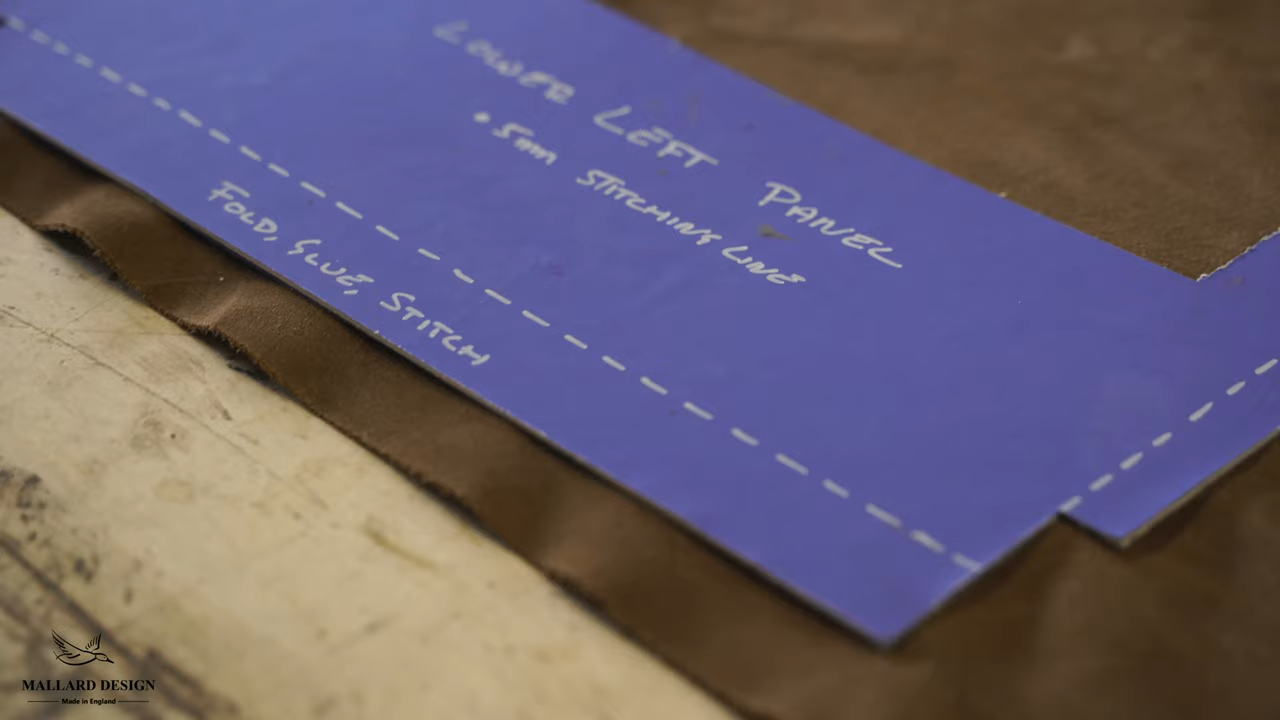 LOWER LEFT PANEL
• 5mm STITCHING LINE
FOLD, GLUE, STITCH
MALLARD DESIGN
Made in England